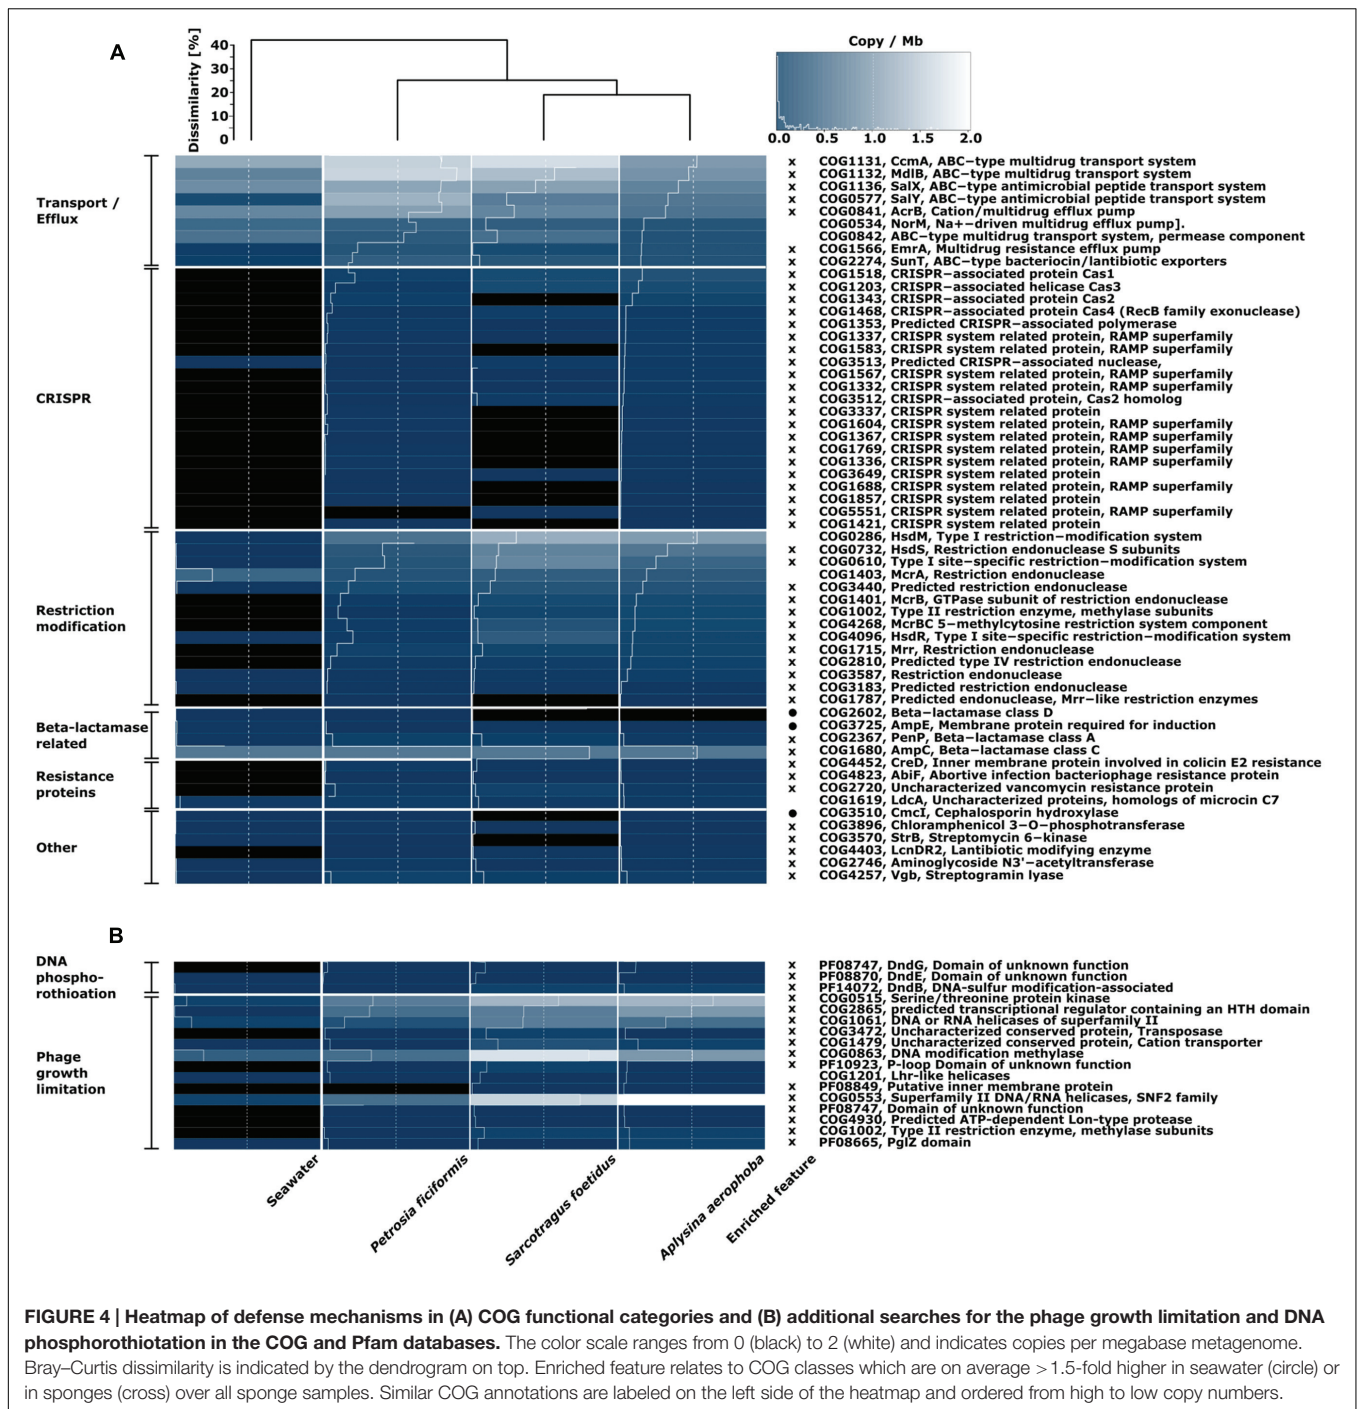 A
Dissimilarity [%]
40
30
20
10
0
Copy / Mb
0.0 0.5 1.0 1.5 2.0
Transport /
Efflux
CRISPR
Restriction
modification
Beta-lactamase
related
Resistance
proteins
Other
x COG1131, CcmA, ABC−type multidrug transport system
x COG1132, MdlB, ABC−type multidrug transport system
x COG1136, SalX, ABC−type antimicrobial peptide transport system
x COG0577, SalY, ABC−type antimicrobial peptide transport system
x COG0841, AcrB, Cation/multidrug efflux pump
COG0534, NorM, Na+−driven multidrug efflux pump].
COG0842, ABC−type multidrug transport system, permease component
x COG1566, EmrA, Multidrug resistance efflux pump
x COG2274, SunT, ABC−type bacteriocin/lantibiotic exporters
x COG1518, CRISPR−associated protein Cas1
x COG1203, CRISPR−associated helicase Cas3
x COG1343, CRISPR−associated protein Cas2
x COG1468, CRISPR−associated protein Cas4 (RecB family exonuclease)
x COG1353, Predicted CRISPR−associated polymerase
x COG1337, CRISPR system related protein, RAMP superfamily
x COG1583, CRISPR system related protein, RAMP superfamily
x COG3513, Predicted CRISPR−associated nuclease,
x COG1567, CRISPR system related protein, RAMP superfamily
x COG1332, CRISPR system related protein, RAMP superfamily
x COG3512, CRISPR−associated protein, Cas2 homolog
x COG3337, CRISPR system related protein
x COG1604, CRISPR system related protein, RAMP superfamily
x COG1367, CRISPR system related protein, RAMP superfamily
x COG1769, CRISPR system related protein, RAMP superfamily
x COG1336, CRISPR system related protein, RAMP superfamily
x COG3649, CRISPR system related protein
x COG1688, CRISPR system related protein, RAMP superfamily
x COG1857, CRISPR system related protein
x COG5551, CRISPR system related protein, RAMP superfamily
x COG1421, CRISPR system related protein
COG0286, HsdM, Type I restriction−modification system
x COG0732, HsdS, Restriction endonuclease S subunits
x COG0610, Type I site−specific restriction−modification system
COG1403, McrA, Restriction endonuclease
x COG3440, Predicted restriction endonuclease
x COG1401, McrB, GTPase subunit of restriction endonuclease
x COG1002, Type II restriction enzyme, methylase subunits
x COG4268, McrBC 5−methylcytosine restriction system component
x COG4096, HsdR, Type I site−specific restriction−modification system
x COG1715, Mrr, Restriction endonuclease
x COG2810, Predicted type IV restriction endonuclease
x COG3587, Restriction endonuclease
x COG3183, Predicted restriction endonuclease
x COG1787, Predicted endonuclease, Mrr−like restriction enzymes
● COG2602, Beta−lactamase class D
● COG3725, AmpE, Membrane protein required for induction
x COG2367, PenP, Beta−lactamase class A
x COG1680, AmpC, Beta−lactamase class C
x COG4452, CreD, Inner membrane protein involved in colicin E2 resistance
x COG4823, AbiF, Abortive infection bacteriophage resistance protein
x COG2720, Uncharacterized vancomycin resistance protein
COG1619, LdcA, Uncharacterized proteins, homologs of microcin C7
● COG3510, CmcI, Cephalosporin hydroxylase
x COG3896, Chloramphenicol 3−O−phosphotransferase
x COG3570, StrB, Streptomycin 6−kinase
x COG4403, LcnDR2, Lantibiotic modifying enzyme
x COG2746, Aminoglycoside N3'−acetyltransferase
x COG4257, Vgb, Streptogramin lyase
B
DNA
phospho-
rothioation
Phage
growth
limitation
x PF08747, DndG, Domain of unknown function
x PF08870, DndE, Domain of unknown function
x PF14072, DndB, DNA-sulfur modification-associated
x COG0515, Serine/threonine protein kinase
x COG2865, predicted transcriptional regulator containing an HTH domain
x COG1061, DNA or RNA helicases of superfamily II
x COG3472, Uncharacterized conserved protein, Transposase
x COG1479, Uncharacterized conserved protein, Cation transporter
x COG0863, DNA modification methylase
x PF10923, P-loop Domain of unknown function
COG1201, Lhr-like helicases
x PF08849, Putative inner membrane protein
x COG0553, Superfamily II DNA/RNA helicases, SNF2 family
x PF08747, Domain of unknown function
x COG4930, Predicted ATP-dependent Lon-type protease
x COG1002, Type II restriction enzyme, methylase subunits
x PF08665, PglZ domain
Seawater
Petrosia ficiformis
Sarcotragus foetidus
Aplysina aerophoba
Enriched feature
FIGURE 4 | Heatmap of defense mechanisms in (A) COG functional categories and (B) additional searches for the phage growth limitation and DNA
phosphorothiotation in the COG and Pfam databases. The color scale ranges from 0 (black) to 2 (white) and indicates copies per megabase metagenome.
Bray–Curtis dissimilarity is indicated by the dendrogram on top. Enriched feature relates to COG classes which are on average >1.5-fold higher in seawater (circle) or
in sponges (cross) over all sponge samples. Similar COG annotations are labeled on the left side of the heatmap and ordered from high to low copy numbers.